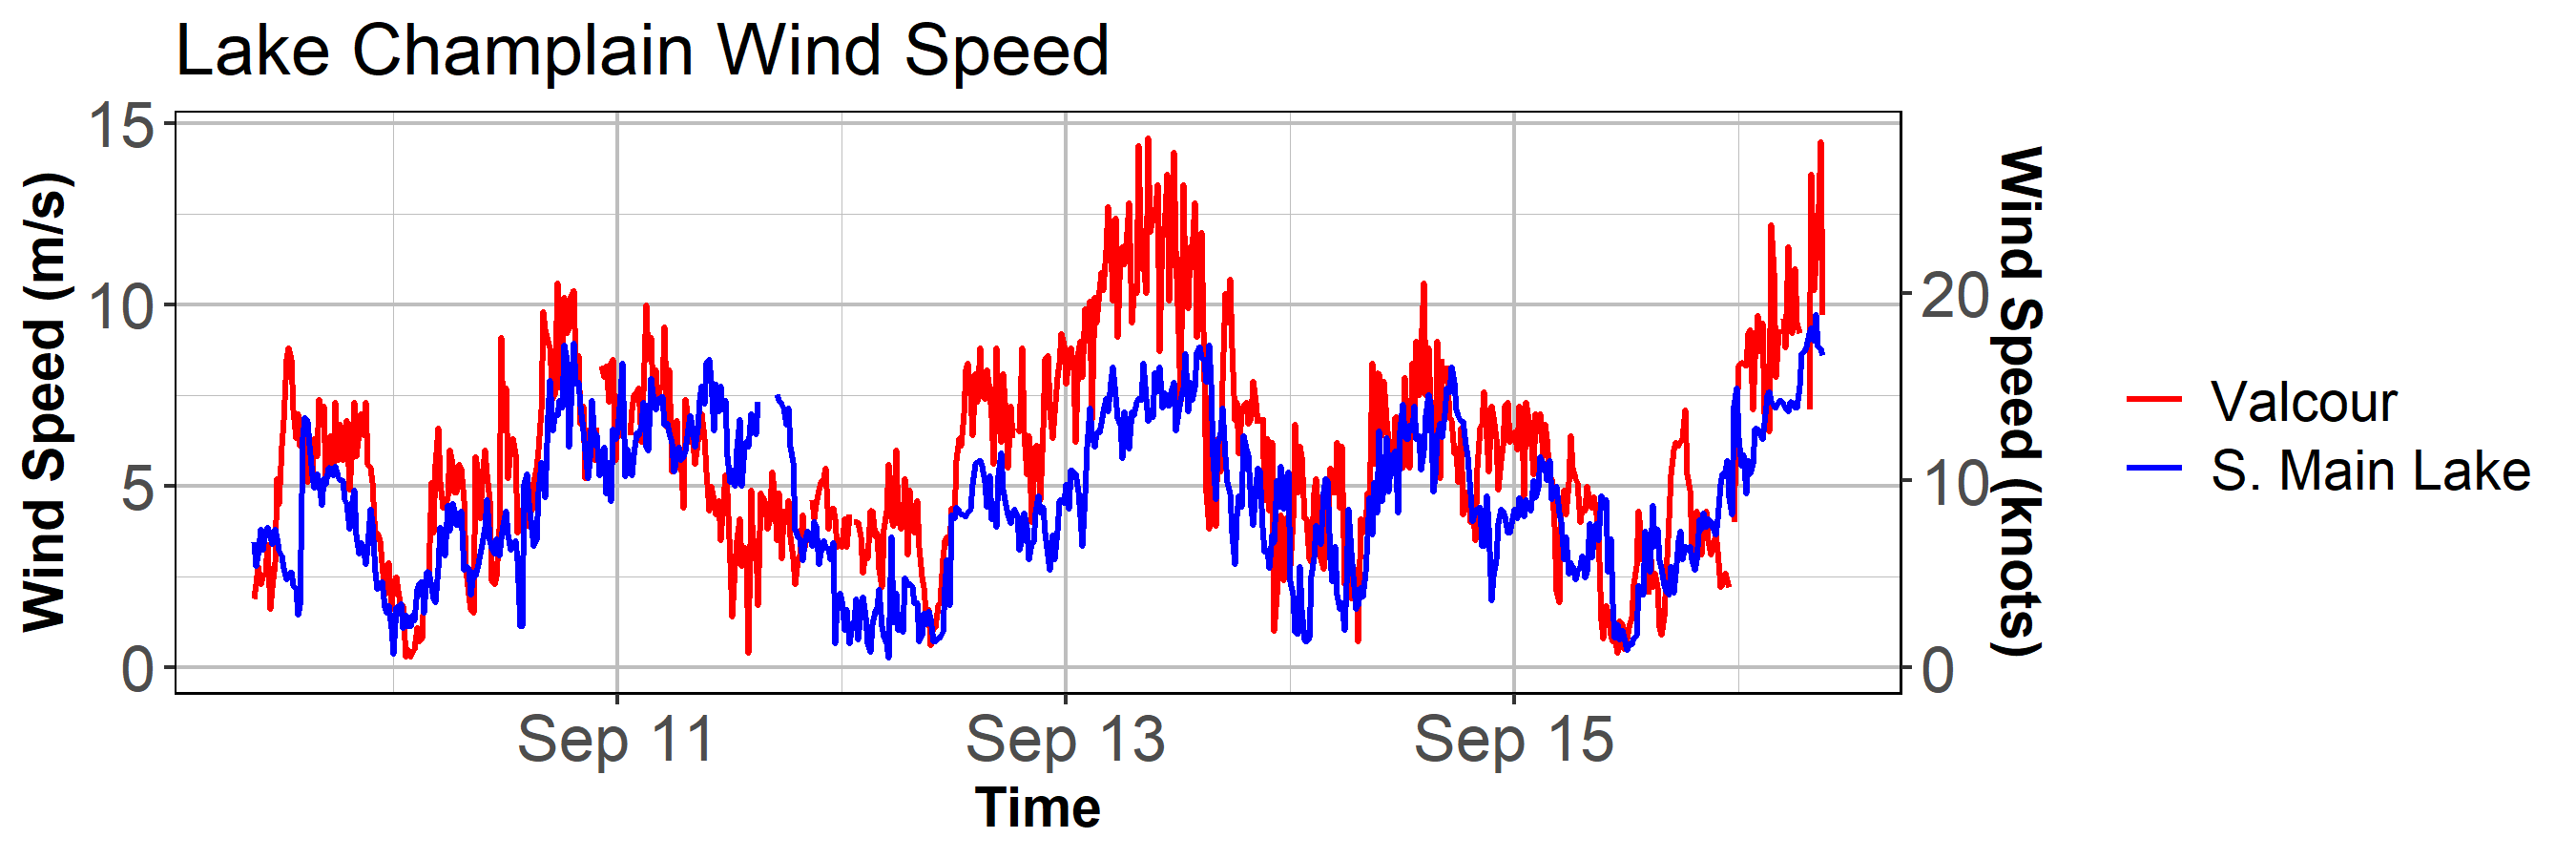 Lake Champlain Wind Speed
Wind Speed (m/s)
15
10
5
0
Sep 11
Sep 13
Sep 15
Time
20
10
0
Wind Speed (knots)
Valcour
S. Main Lake